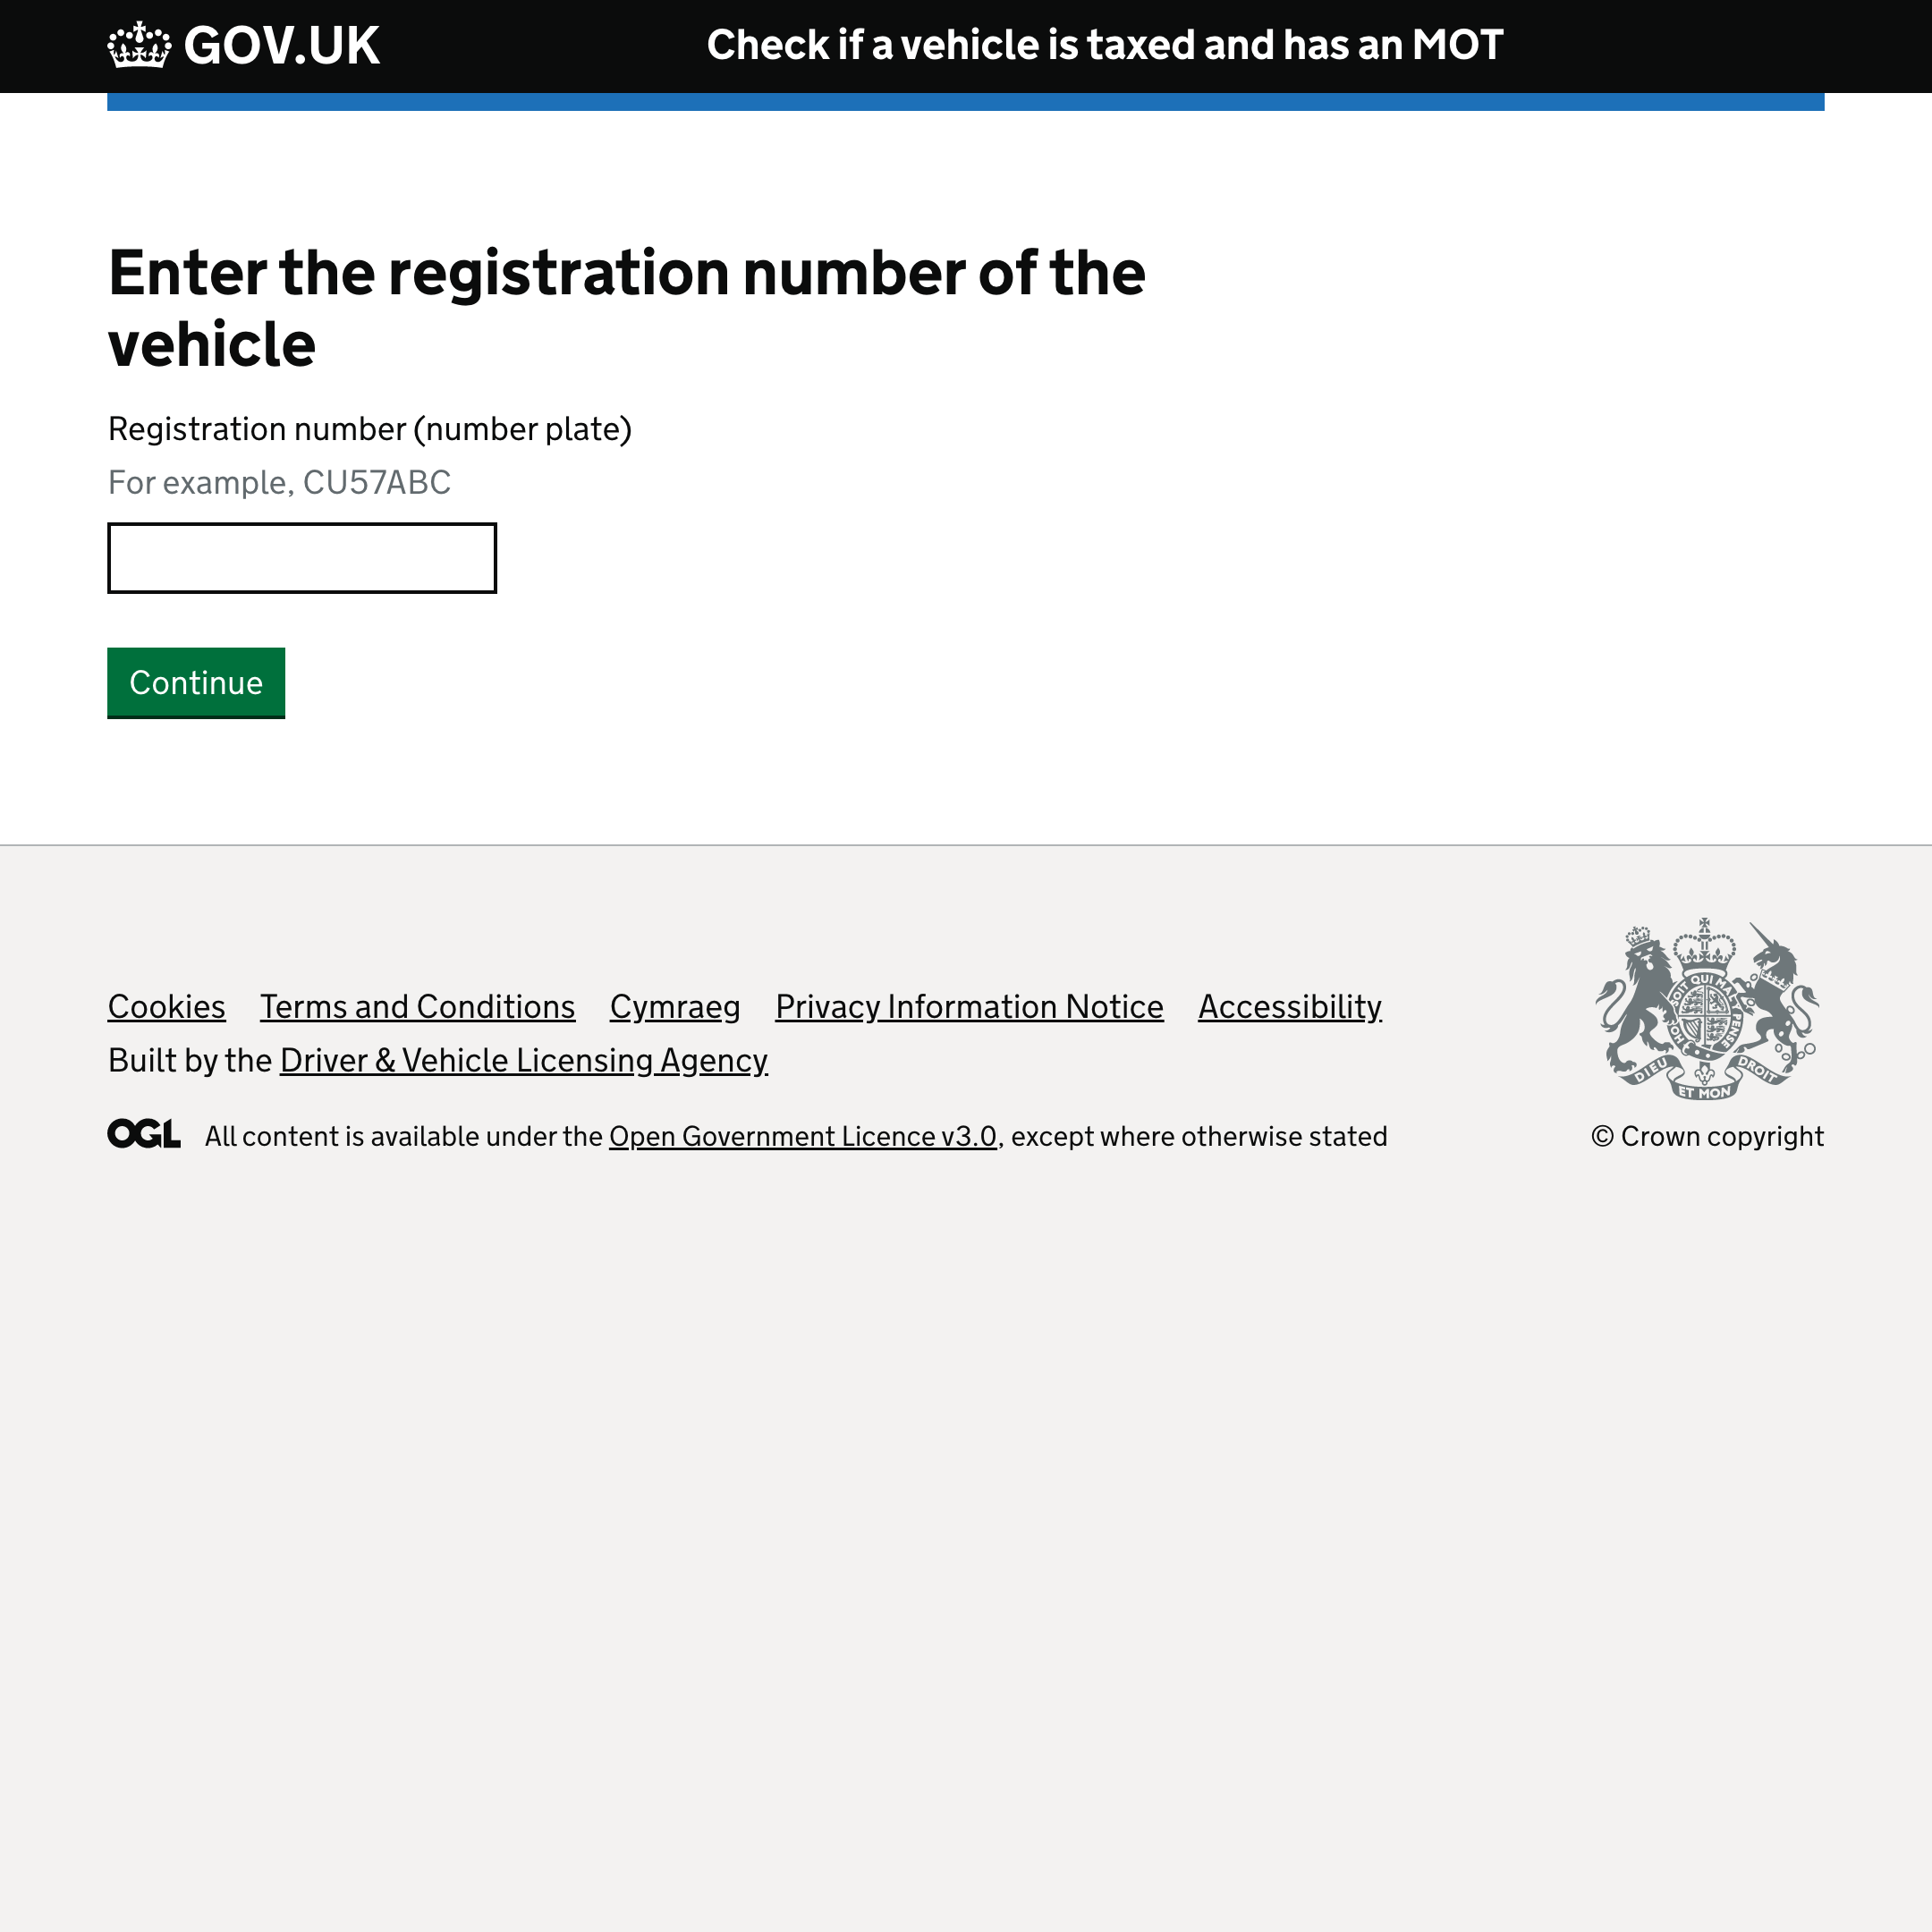 GOV.UK
Check if a vehicle is taxed and has an MOT
Enter the registration number of the
vehicle
Registration number (number plate)
For example, CU57ABC
Continue
Cookies Terms and Conditions Cymraeg Privacy Information Notice Accessibility
Built by the Driver & Vehicle Licensing Agency
OGL All content is available under the Open Government Licence v3.0, except where otherwise stated
HONI SOIT QUI MAL Y PENSE
DIEU ET MON DROIT
© Crown copyright